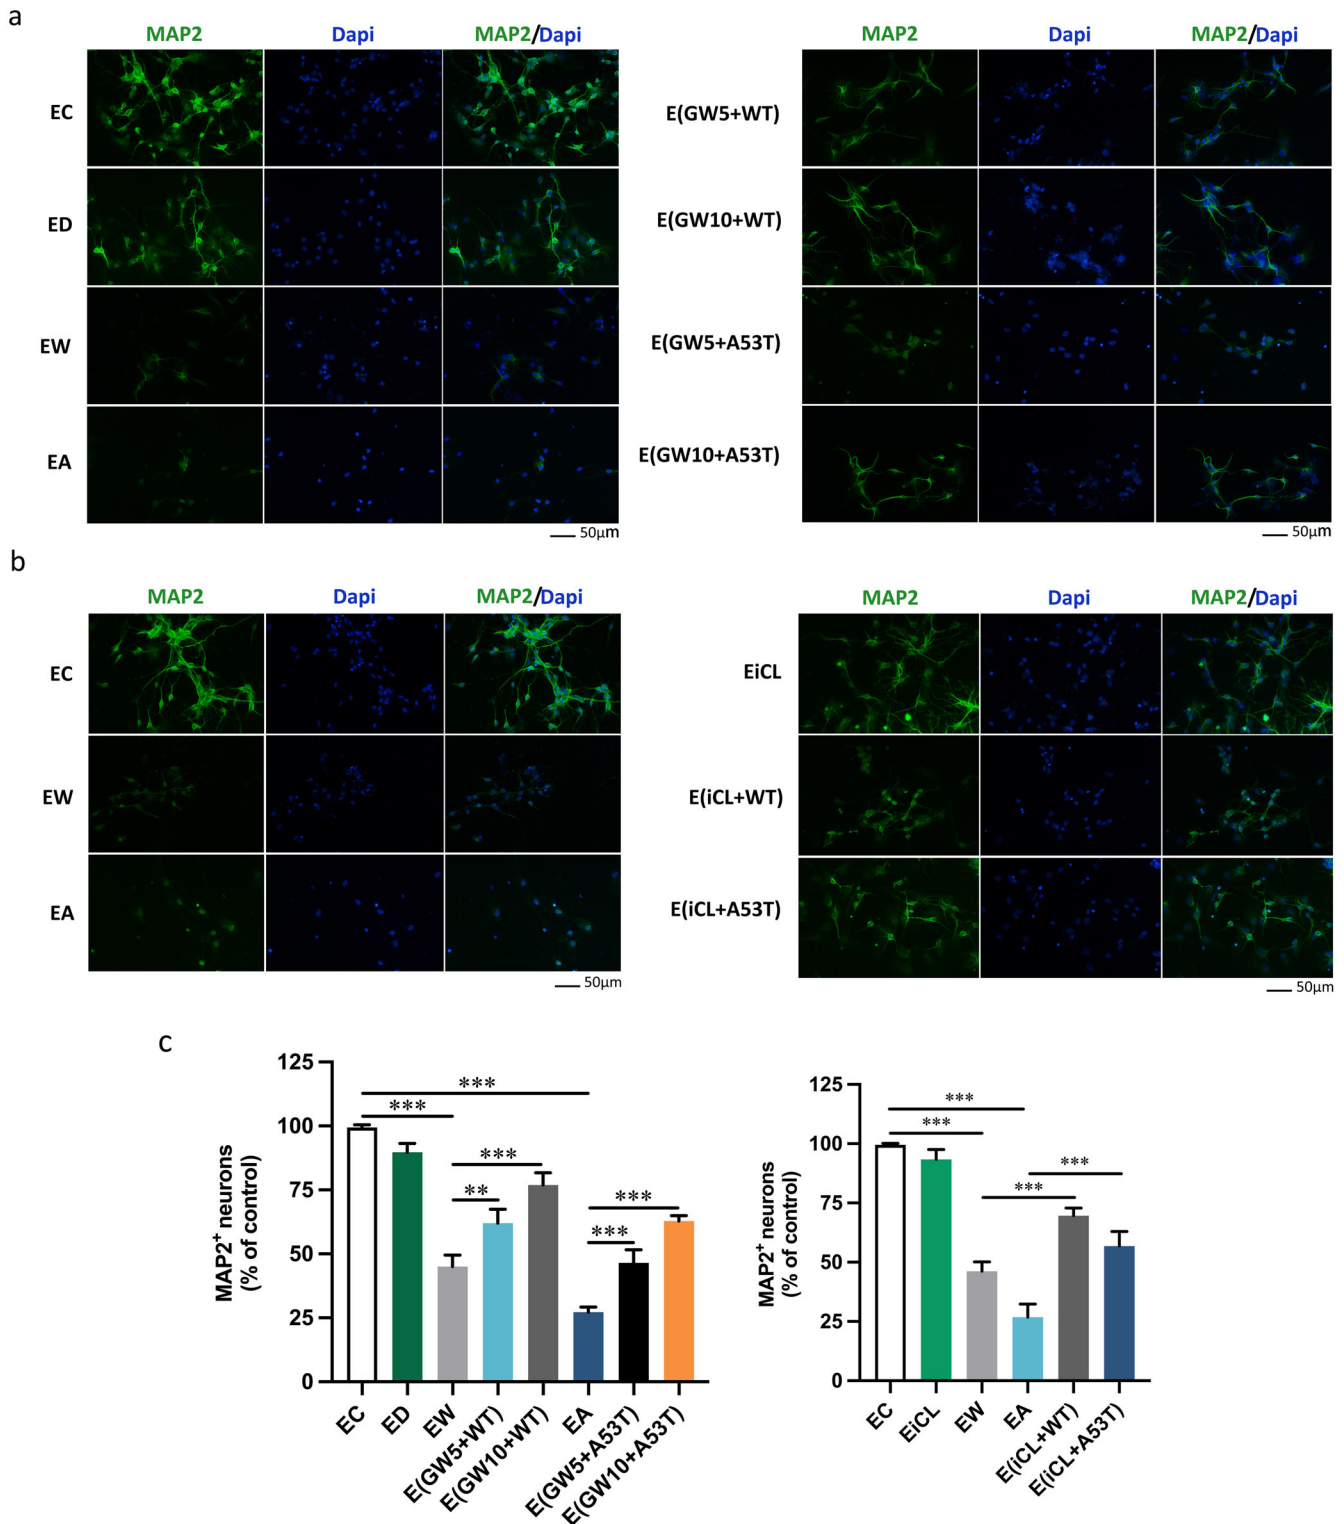 a
MAP2 Dapi MAP2/Dapi
EC
ED
EW
EA
50µm
MAP2 Dapi MAP2/Dapi
E(GW5+WT)
E(GW10+WT)
E(GW5+A53T)
E(GW10+A53T)
50µm
b
MAP2 Dapi MAP2/Dapi
EC
EW
EA
50µm
MAP2 Dapi MAP2/Dapi
EiCL
E(iCL+WT)
E(iCL+A53T)
50µm
c
MAP2⁺ neurons
(% of control)
125
100
75
50
25
0
***
***
***
**
***
***
EC
ED
EW
E(GW5+WT)
E(GW10+WT)
EA
E(GW5+A53T)
E(GW10+A53T)
MAP2⁺ neurons
(% of control)
125
100
75
50
25
0
***
***
***
***
EC
EiCL
EW
EA
E(iCL+WT)
E(iCL+A53T)